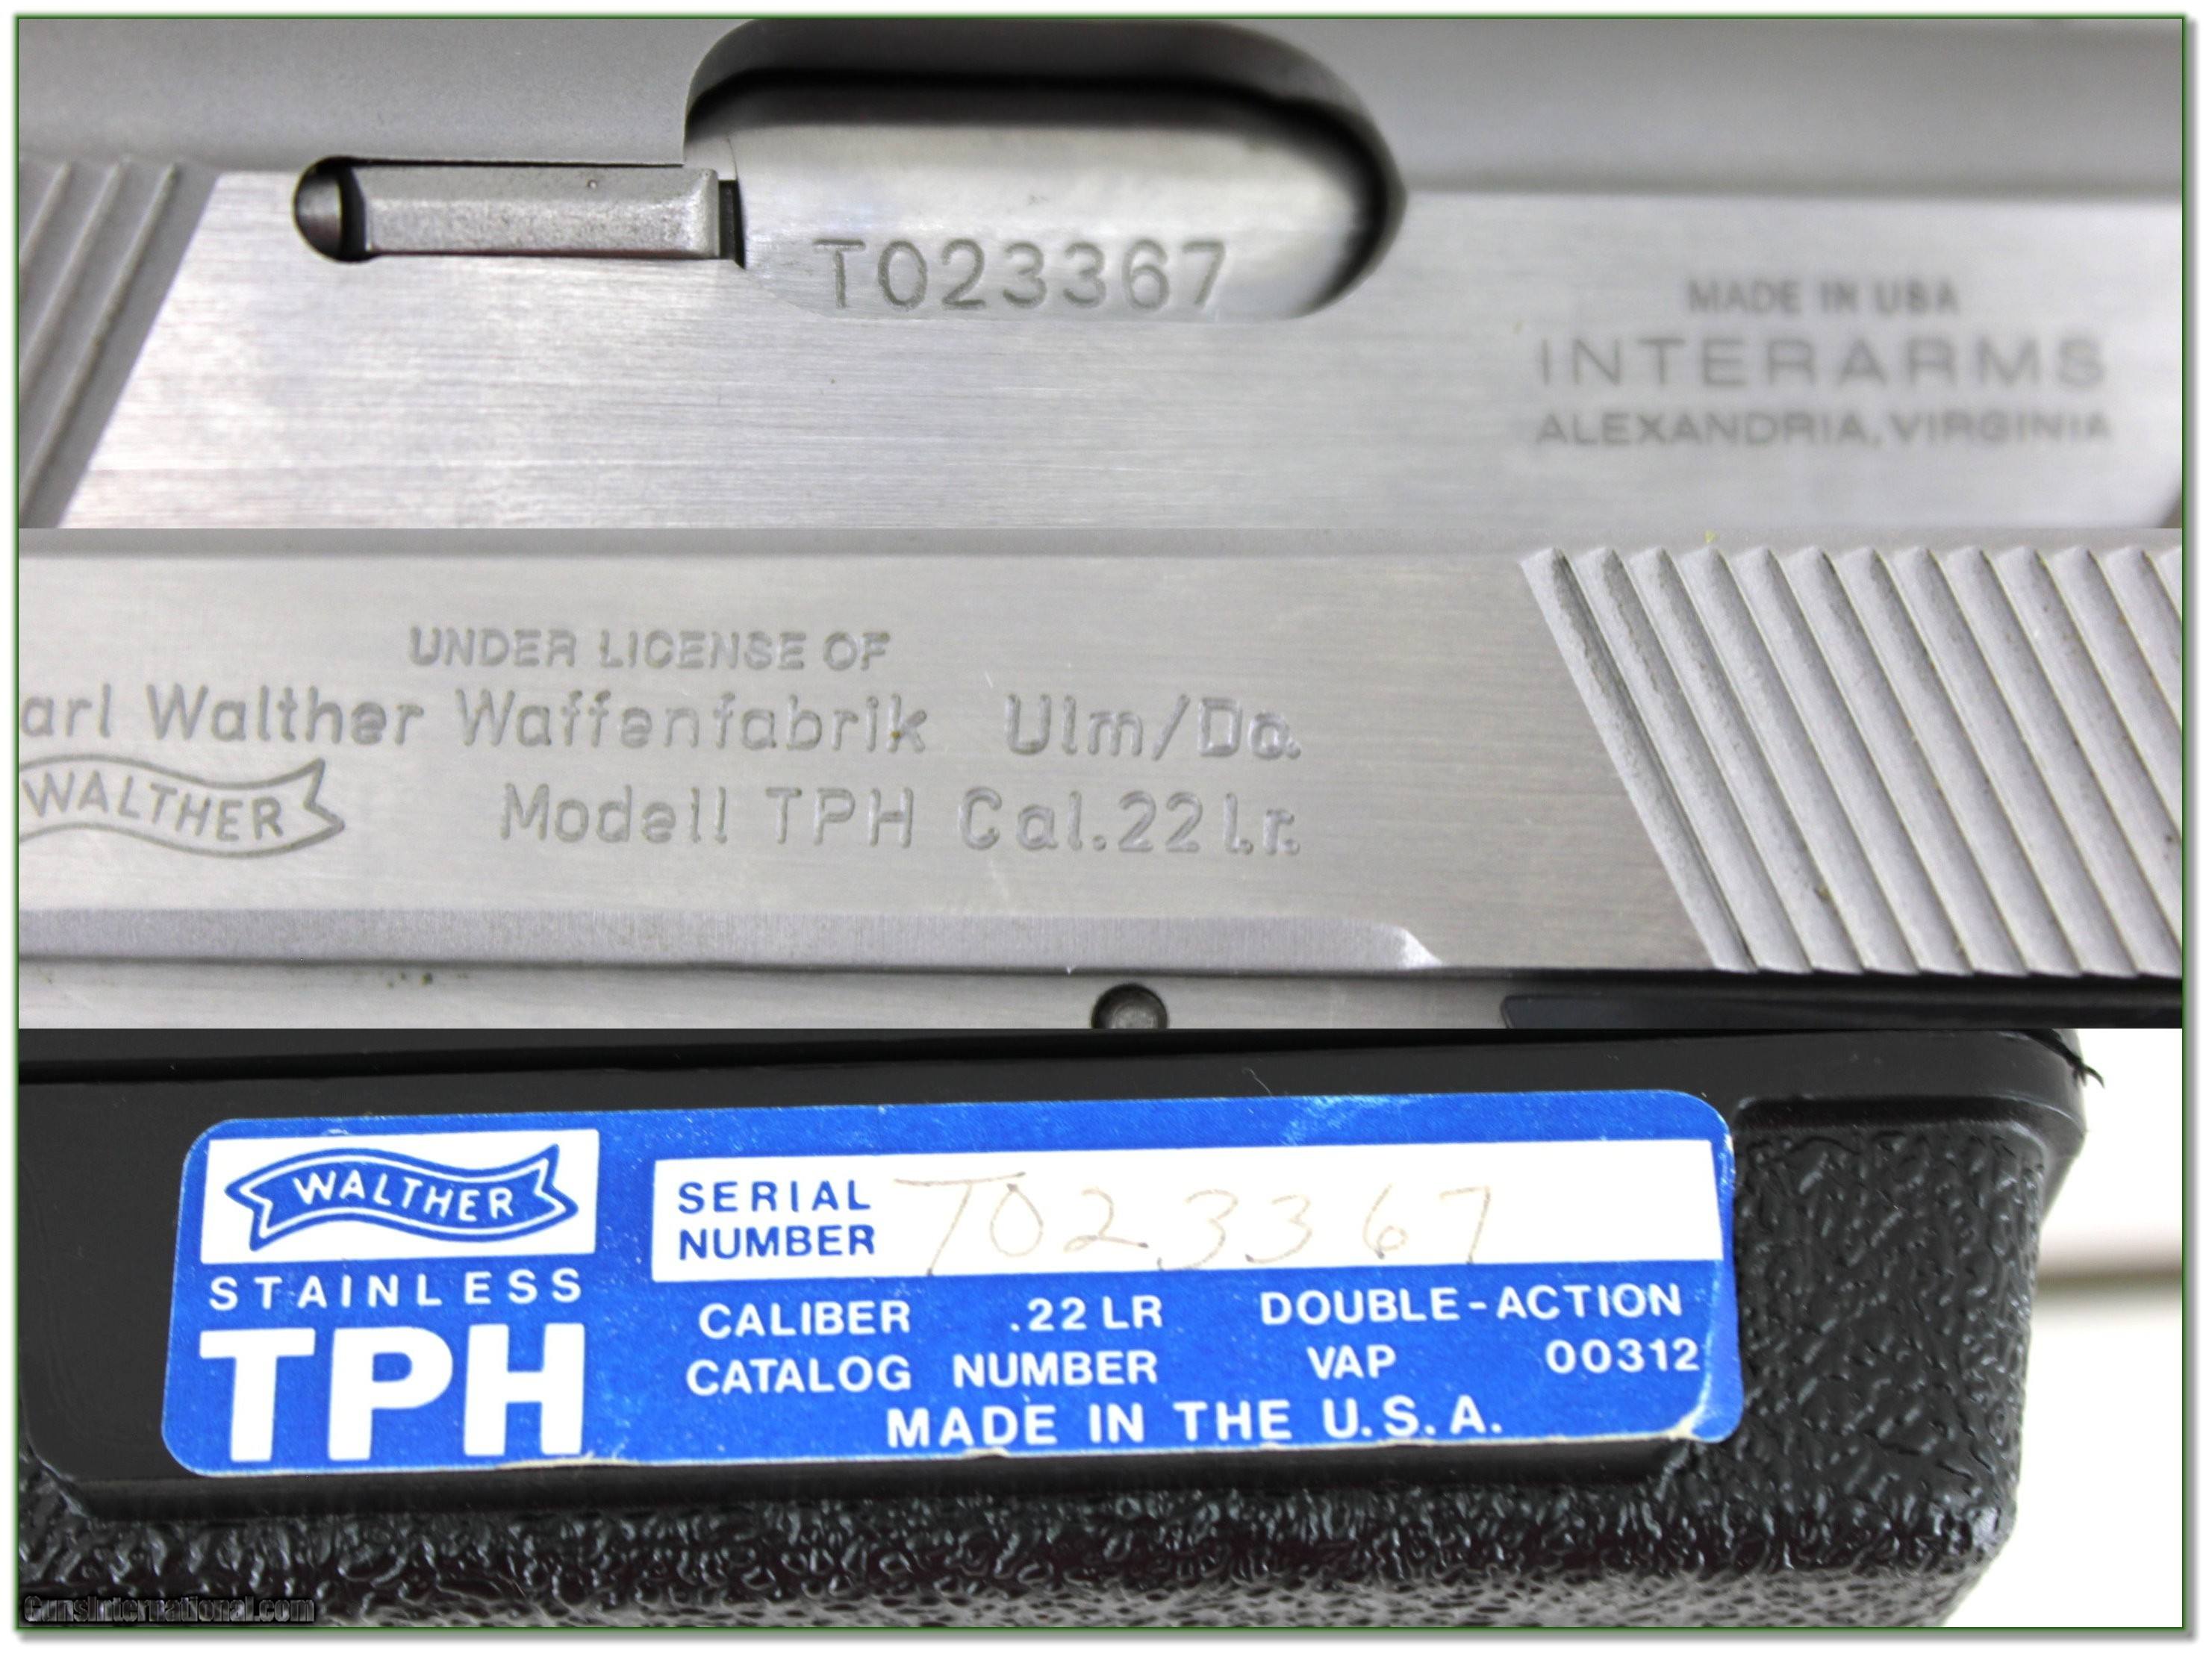 T023367
MADE IN USA
INTERARMS
ALEXANDRIA, VIRGINIA
UNDER LICENSE OF
arl Walther Waffenfabrik Ulm/Do.
WALTHER
Modell TPH Cal.22 l.r.
WALTHER
STAINLESS
TPH
SERIAL NUMBER T023367
CALIBER .22 LR DOUBLE-ACTION
CATALOG NUMBER VAP 00312
MADE IN THE U.S.A.
GunsInternational.com